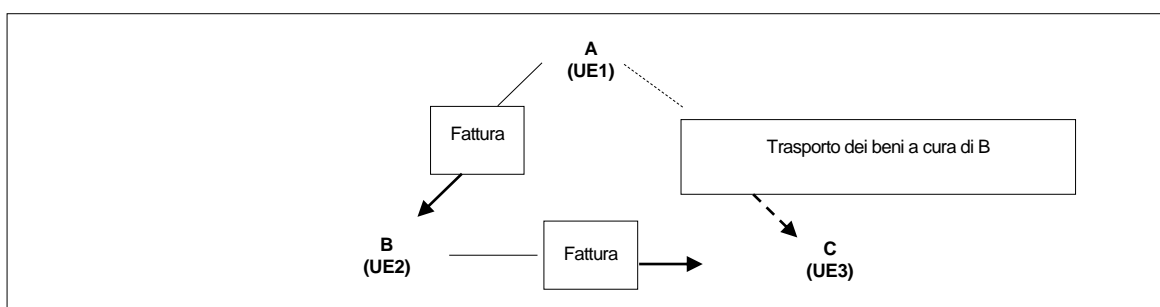 A
(UE1)
Fattura
Trasporto dei beni a cura di B
B
(UE2)
Fattura
C
(UE3)